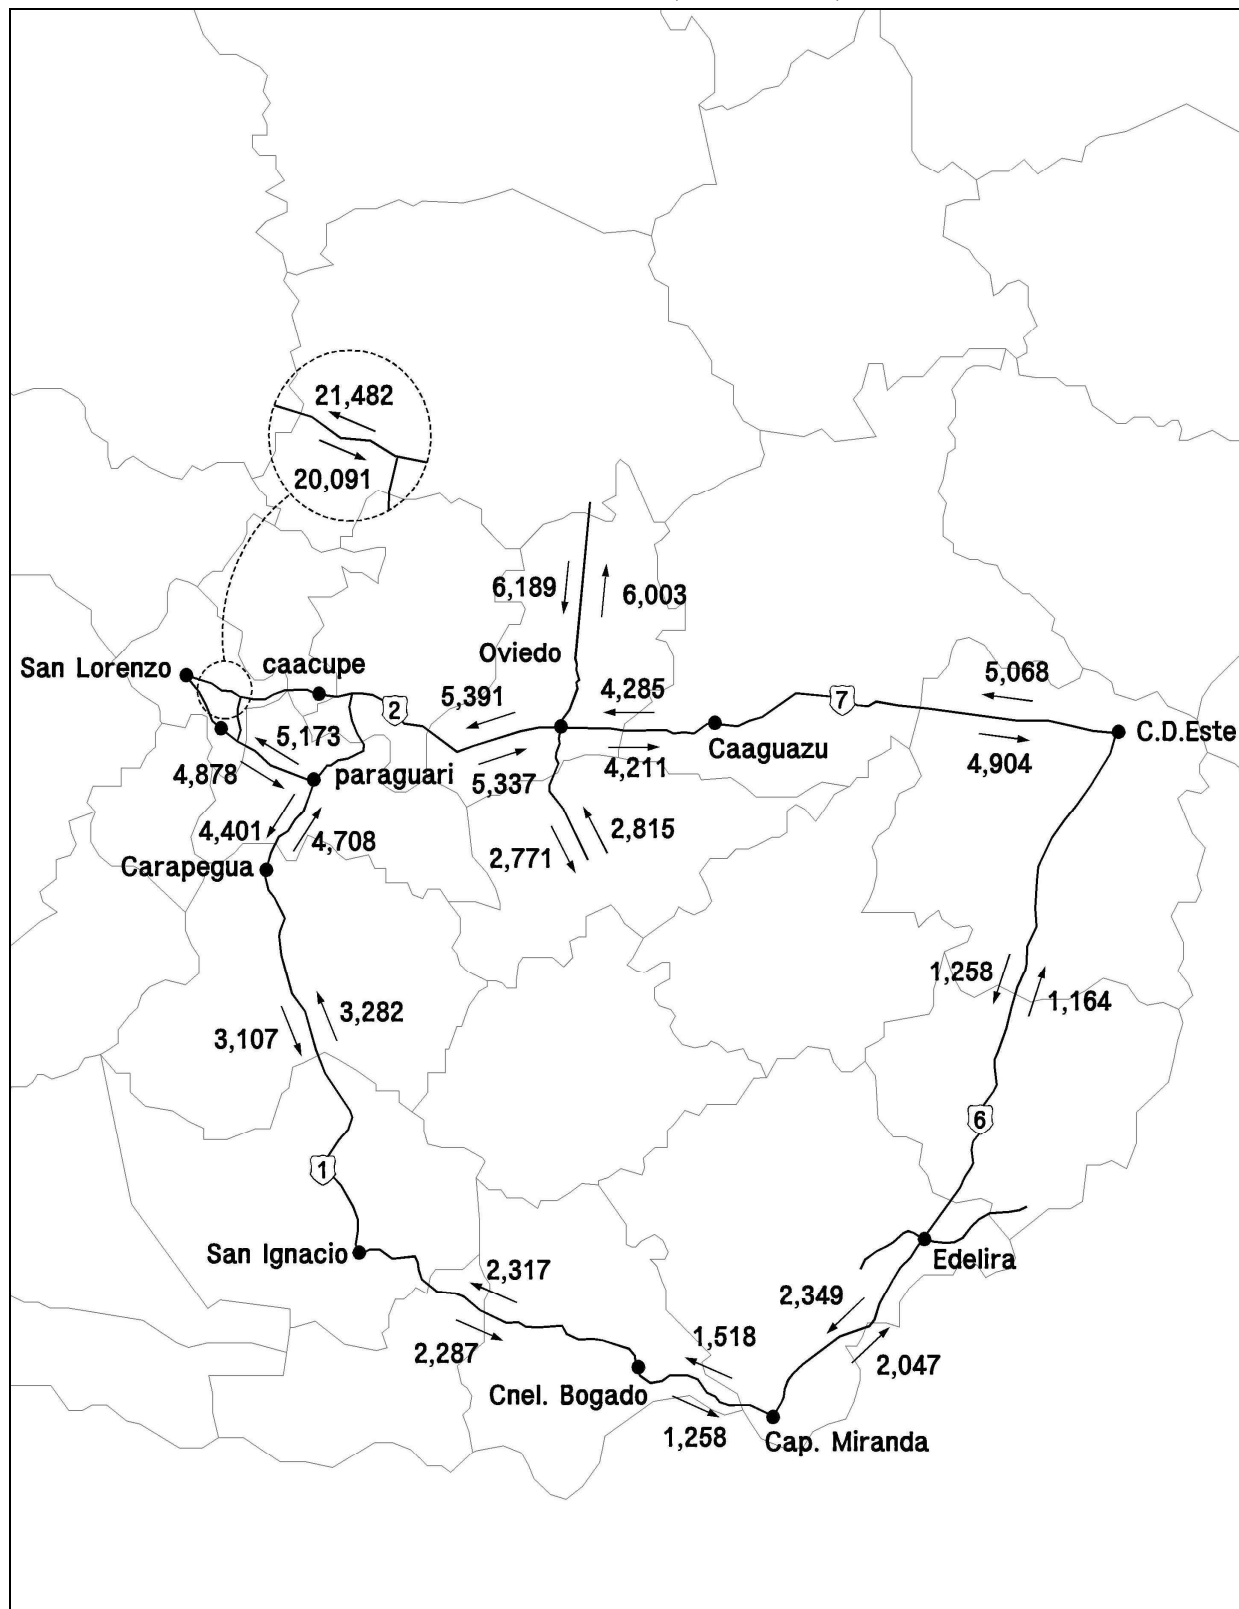 21,482
20,091
6,189
6,003
San Lorenzo
caacupe
Oviedo
5,068
5,391
4,285
7
2
5,173
Caaguazu
C.D.Este
4,878
paraguari
5,337
4,211
4,904
4,401
4,708
2,815
2,771
Carapegua
1,258
1,164
3,282
3,107
6
1
San Ignacio
Edelira
2,317
2,349
1,518
2,287
2,047
Cnel. Bogado
1,258
Cap. Miranda